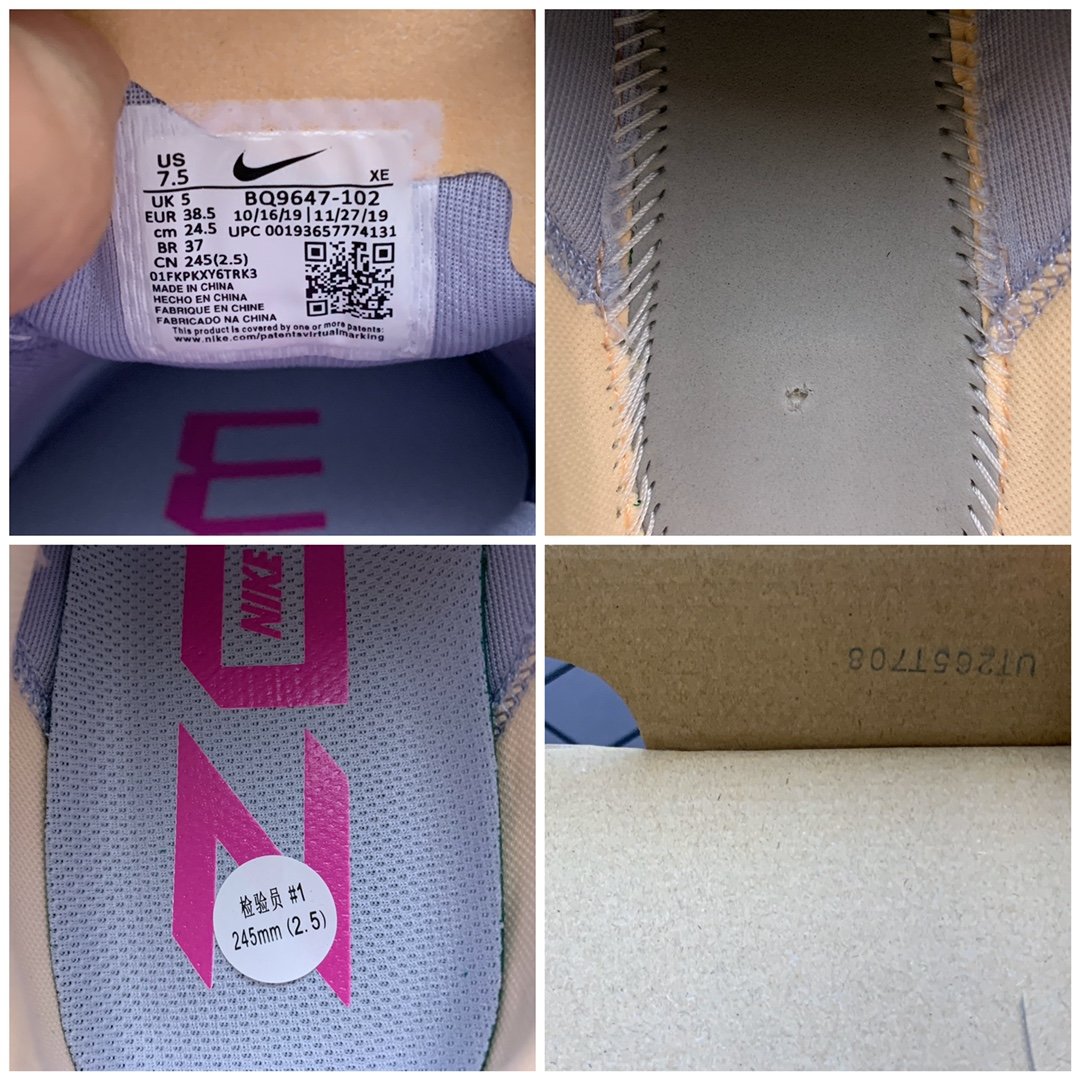 US
7.5
XE
UK 5
BQ9647-102
EUR 38.5
10/16/19 | 11/27/19
cm 24.5
UPC 00193657774131
BR 37
CN 245(2.5)
01FKPKXY6TRK3
MADE IN CHINA
HECHO EN CHINA
FABRIQUE EN CHINE
FABRICADO NA CHINA
This product is covered by one or more patents:
www.nike.com/patentsvirtualmarking
检验员 #1
245mm (2.5)